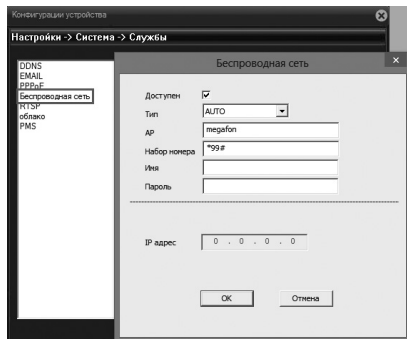 Конфигурации устройства
Настройки -> Система -> Службы
DDNS
EMAIL
PPPoE
Беспроводная сеть
RTSP
облако
PMS
Беспроводная сеть
Доступен
Тип AUTO
AP megafon
Набор номера *99#
Имя
Пароль
IP адрес 0 . 0 . 0 . 0
OK Отмена